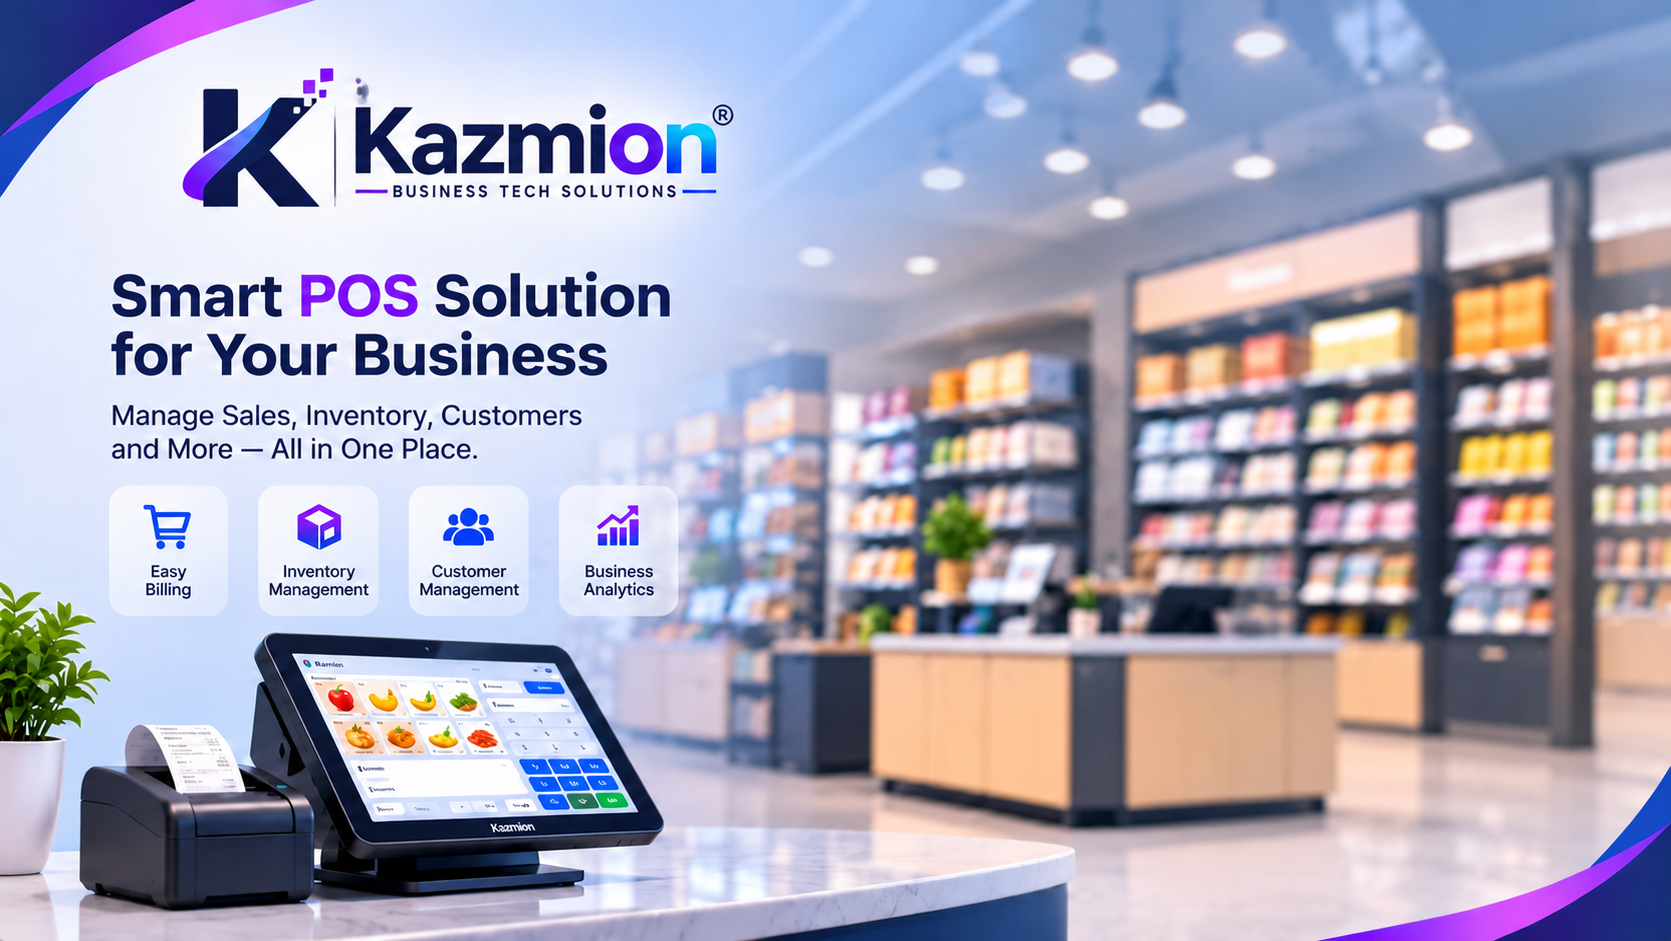 Kazmion®
BUSINESS TECH SOLUTIONS
Smart POS Solution
for Your Business
Manage Sales, Inventory, Customers
and More — All in One Place.
Easy
Billing
Inventory
Management
Customer
Management
Business
Analytics
Kazmion